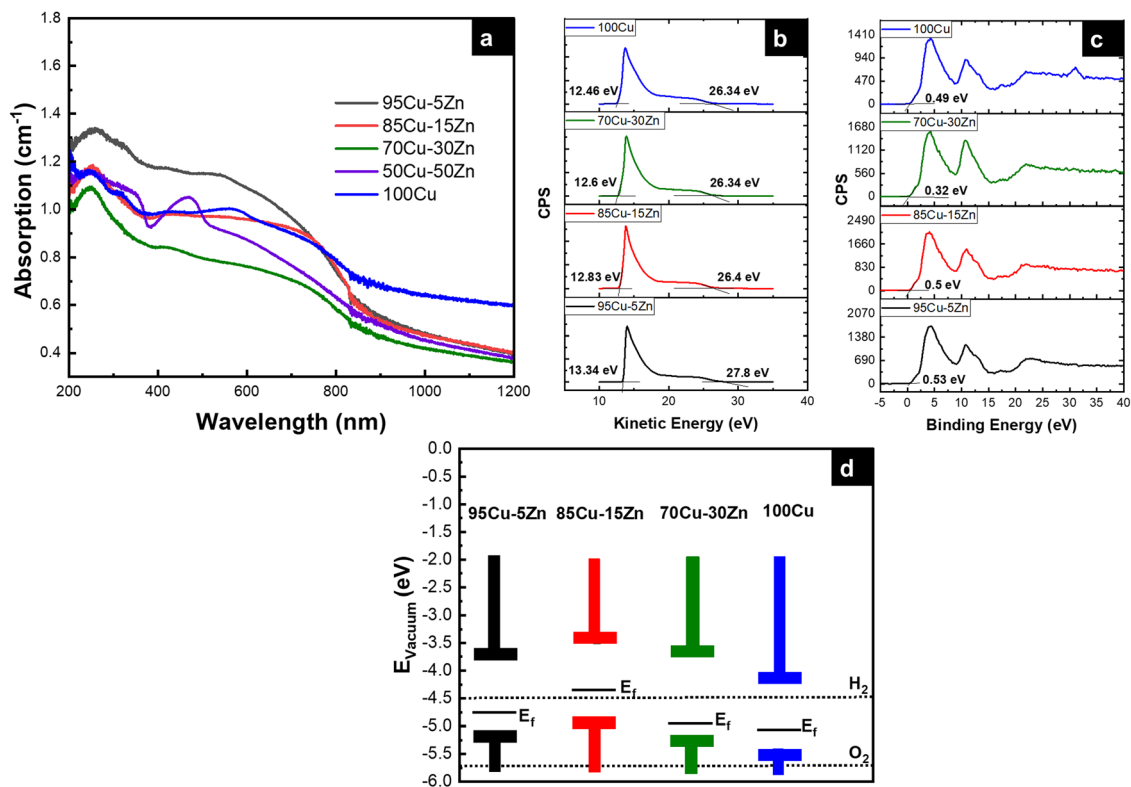 a
Absorption (cm-1)
1.8
1.6
1.4
1.2
1.0
0.8
0.6
0.4
95Cu-5Zn
85Cu-15Zn
70Cu-30Zn
50Cu-50Zn
100Cu
200 400 600 800 1000 1200
Wavelength (nm)
b
CPS
100Cu
12.46 eV 26.34 eV
70Cu-30Zn
12.6 eV 26.34 eV
85Cu-15Zn
12.83 eV 26.4 eV
95Cu-5Zn
13.34 eV 27.8 eV
10 20 30 40
Kinetic Energy (eV)
c
CPS
1410
940
470
0
100Cu
0.49 eV
1680
1120
560
0
70Cu-30Zn
0.32 eV
2490
1660
830
0
85Cu-15Zn
0.5 eV
2070
1380
690
0
95Cu-5Zn
0.53 eV
-5 0 5 10 15 20 25 30 35 40
Binding Energy (eV)
d
EVacuum (eV)
0.0
-0.5
-1.0
-1.5
-2.0
-2.5
-3.0
-3.5
-4.0
-4.5
-5.0
-5.5
-6.0
95Cu-5Zn 85Cu-15Zn 70Cu-30Zn 100Cu
H2
Ef
Ef
Ef
Ef
O2